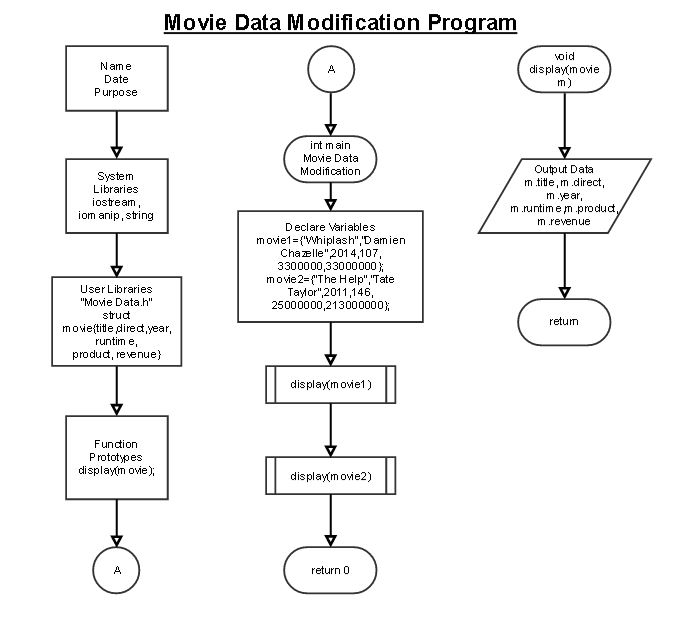 Movie Data Modification Program
Name
Date
Purpose
System
Libraries
iostream,
iomanip, string
User Libraries
"Movie Data.h"
struct
movie{title,direct,year,
runtime,
product, revenue}
Function
Prototypes
display(movie);
A
A
int main
Movie Data
Modification
Declare Variables
movie1={"Whiplash","Damien
Chazelle",2014,107,
3300000,33000000};
movie2={"The Help","Tate
Taylor",2011,146,
25000000,213000000};
display(movie1)
display(movie2)
return 0
void
display(movie
m)
Output Data
m.title, m.direct,
m.year,
m.runtime,m.product,
m.revenue
return